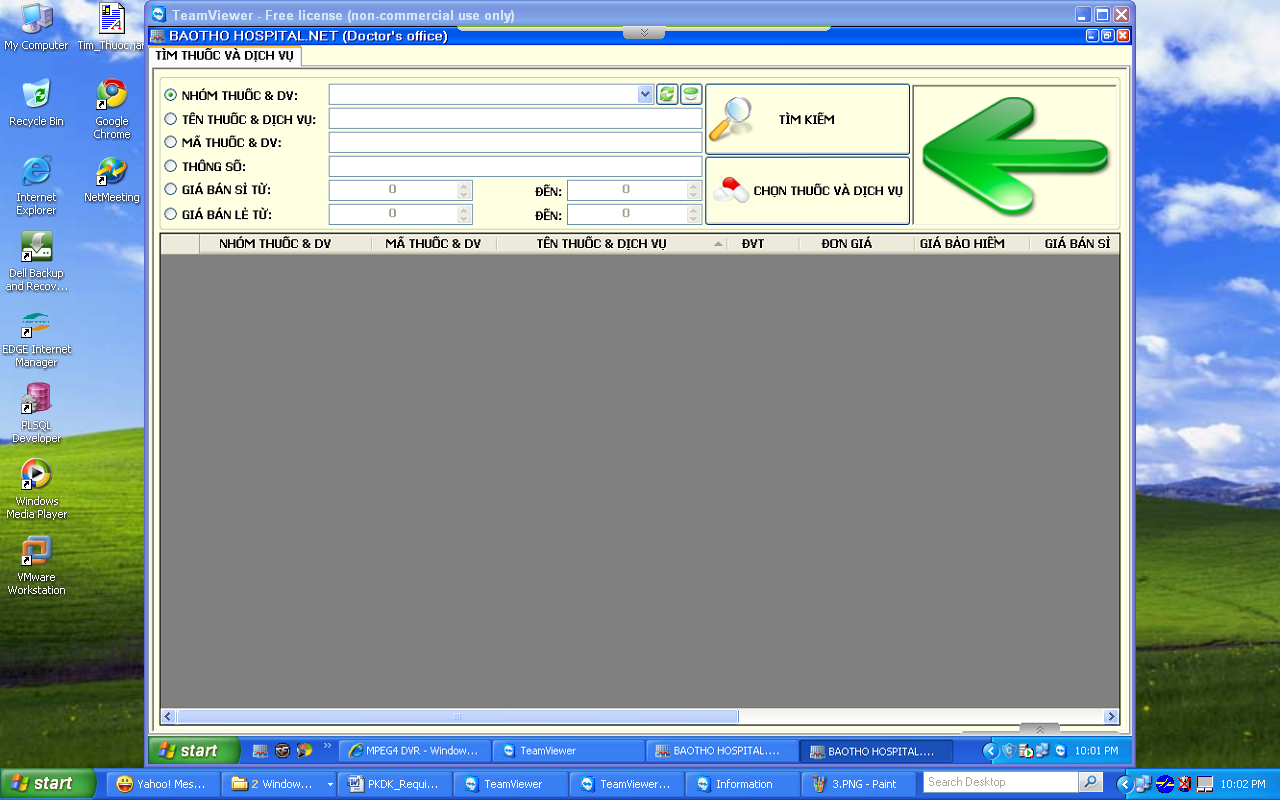 TeamViewer - Free license (non-commercial use only)
BAOTHO HOSPITAL.NET (Doctor's office)
TÌM THUỐC VÀ DỊCH VỤ
NHÓM THUỐC & DV:
TÊN THUỐC & DỊCH VỤ:
MÃ THUỐC & DV:
THÔNG SỐ:
GIÁ BÁN SỈ TỪ: 0 ĐẾN: 0
GIÁ BÁN LẺ TỪ: 0 ĐẾN: 0
TÌM KIẾM
CHỌN THUỐC VÀ DỊCH VỤ
NHÓM THUỐC & DV MÃ THUỐC & DV TÊN THUỐC & DỊCH VỤ ĐVT ĐƠN GIÁ GIÁ BẢO HIỂM GIÁ BÁN SỈ
My Computer
Tim_Thuoc.jar
Recycle Bin
Google
Chrome
Internet
Explorer
NetMeeting
Dell Backup
and Recov...
EDGE Internet
Manager
PLSQL
Developer
Windows
Media Player
VMware
Workstation
start MPEG4 DVR - Window... TeamViewer BAOTHO HOSPITAL.... BAOTHO HOSPITAL.... 10:01 PM
start Yahoo! Mes... 2 Window... PKDK_Requi... TeamViewer TeamViewer... Information 3.PNG - Paint Search Desktop 10:02 PM